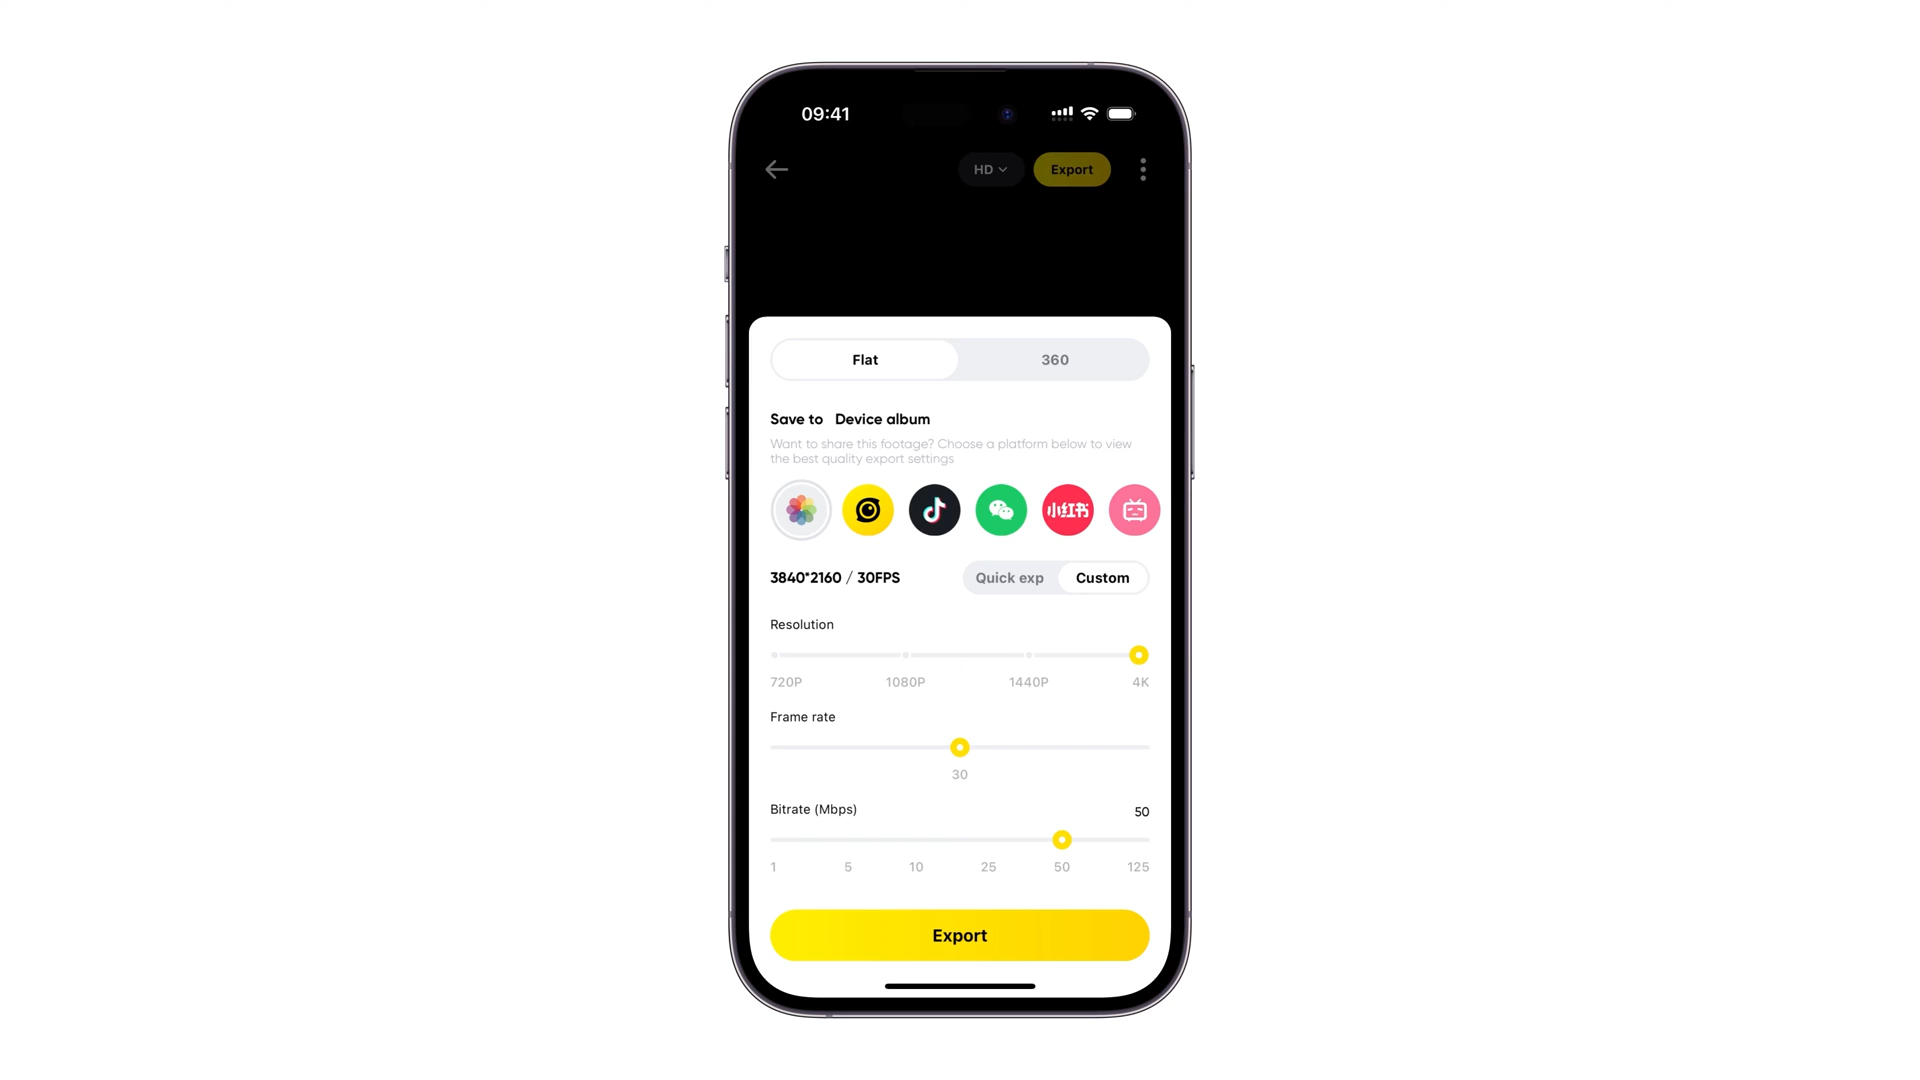 09:41
HD
Export
Flat
360
Save to Device album
Want to share this footage? Choose a platform below to view
the best quality export settings
小红书
3840*2160 / 30FPS
Quick exp
Custom
Resolution
720P 1080P 1440P 4K
Frame rate
30
Bitrate (Mbps)
50
1 5 10 25 50 125
Export